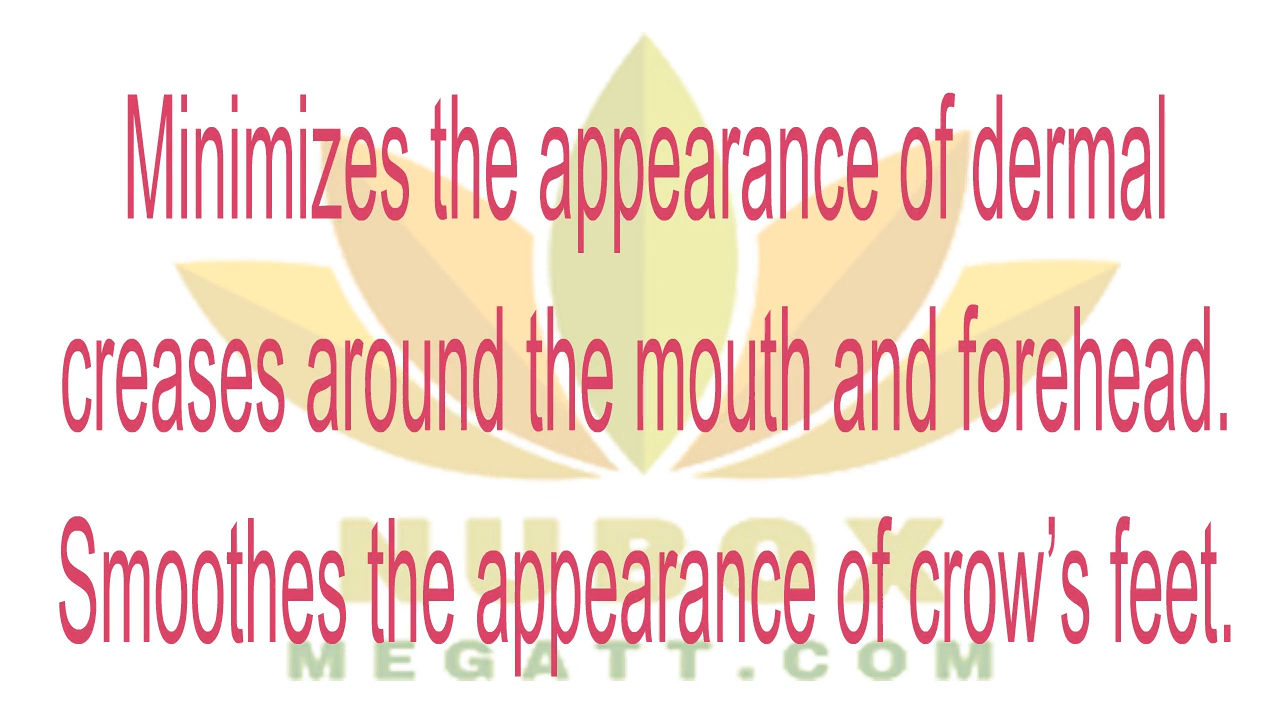 Minimizes the appearance of dermal
creases around the mouth and forehead.
Smoothes the appearance of crow’s feet.
NUBOX
MEGATT.COM